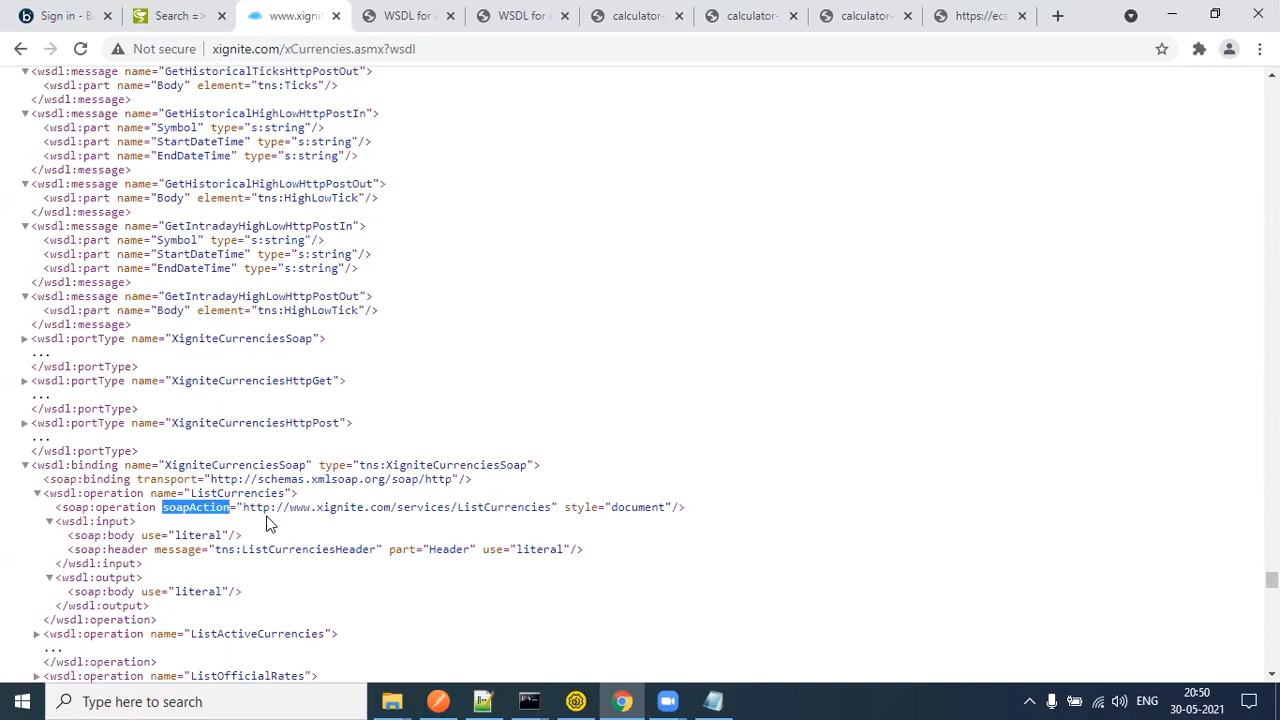 Sign in - B
Search =>
www.xignit
WSDL for
WSDL for
calculator-
calculator-
calculator-
https://ecs
Not secure
xignite.com/xCurrencies.asmx?wsdl
▼<wsdl:message name="GetHistoricalTicksHttpPostOut">
<wsdl:part name="Body" element="tns:Ticks"/>
</wsdl:message>
▼<wsdl:message name="GetHistoricalHighLowHttpPostIn">
<wsdl:part name="Symbol" type="s:string"/>
<wsdl:part name="StartDateTime" type="s:string"/>
<wsdl:part name="EndDateTime" type="s:string"/>
</wsdl:message>
▼<wsdl:message name="GetHistoricalHighLowHttpPostOut">
<wsdl:part name="Body" element="tns:HighLowTick"/>
</wsdl:message>
▼<wsdl:message name="GetIntradayHighLowHttpPostIn">
<wsdl:part name="Symbol" type="s:string"/>
<wsdl:part name="StartDateTime" type="s:string"/>
<wsdl:part name="EndDateTime" type="s:string"/>
</wsdl:message>
▼<wsdl:message name="GetIntradayHighLowHttpPostOut">
<wsdl:part name="Body" element="tns:HighLowTick"/>
</wsdl:message>
▶<wsdl:portType name="XigniteCurrenciesSoap">
...
</wsdl:portType>
▶<wsdl:portType name="XigniteCurrenciesHttpGet">
...
</wsdl:portType>
▶<wsdl:portType name="XigniteCurrenciesHttpPost">
...
</wsdl:portType>
▼<wsdl:binding name="XigniteCurrenciesSoap" type="tns:XigniteCurrenciesSoap">
<soap:binding transport="http://schemas.xmlsoap.org/soap/http"/>
▼<wsdl:operation name="ListCurrencies">
<soap:operation soapAction="http://www.xignite.com/services/ListCurrencies" style="document"/>
▼<wsdl:input>
<soap:body use="literal"/>
<soap:header message="tns:ListCurrenciesHeader" part="Header" use="literal"/>
</wsdl:input>
▼<wsdl:output>
<soap:body use="literal"/>
</wsdl:output>
</wsdl:operation>
▶<wsdl:operation name="ListActiveCurrencies">
...
</wsdl:operation>
▶<wsdl:operation name="ListOfficialRates">
Type here to search
ENG
20:50
30-05-2021